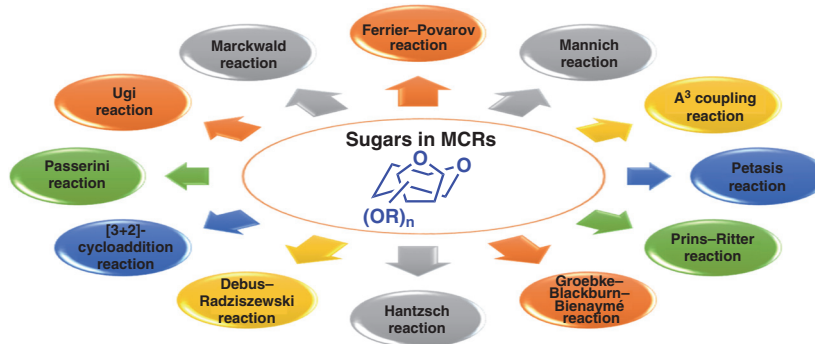 Ferrier–Povarov
reaction
Marckwald
reaction
Mannich
reaction
Ugi
reaction
A³ coupling
reaction
Sugars in MCRs
O
O
(OR)n
Passerini
reaction
Petasis
reaction
[3+2]-
cycloaddition
reaction
Prins–Ritter
reaction
Debus–
Radziszewski
reaction
Hantzsch
reaction
Groebke–
Blackburn–
Bienaymé
reaction